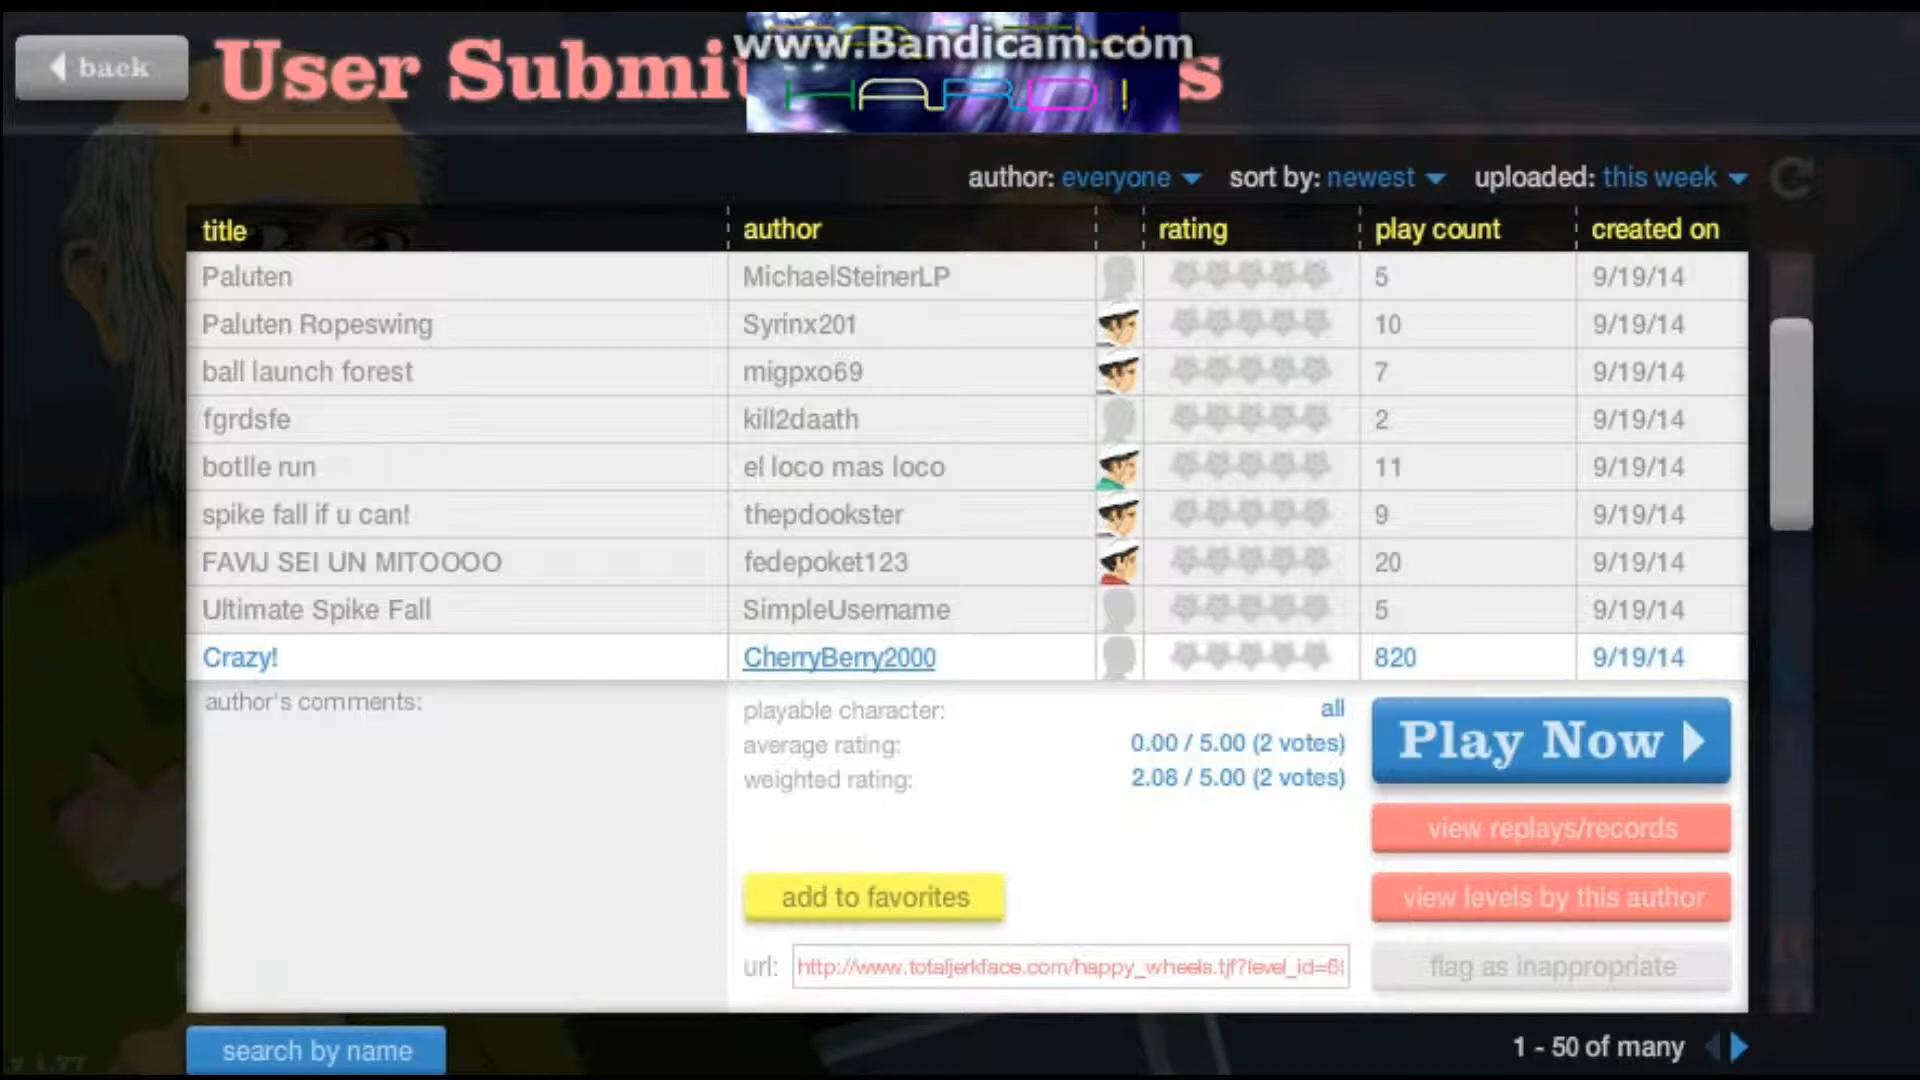 back
User Submit
s
www.Bandicam.com
HARD!!
author: everyone
sort by: newest
uploaded: this week
title author rating play count created on
Paluten MichaelSteinerLP 5 9/19/14
Paluten Ropeswing Syrinx201 10 9/19/14
ball launch forest migpxo69 7 9/19/14
fgrdsfe kill2daath 2 9/19/14
botlle run el loco mas loco 11 9/19/14
spike fall if u can! thepdookster 9 9/19/14
FAVIJ SEI UN MITOOOO fedepoket123 20 9/19/14
Ultimate Spike Fall SimpleUsername 5 9/19/14
Crazy! CherryBerry2000 820 9/19/14
author's comments:
playable character: all
average rating: 0.00 / 5.00 (2 votes)
weighted rating: 2.08 / 5.00 (2 votes)
Play Now
view replays/records
add to favorites
view levels by this author
url: http://www.totaljerkface.com/happy_wheels.tjf?level_id=6
flag as inappropriate
search by name
1 - 50 of many
v 1.77